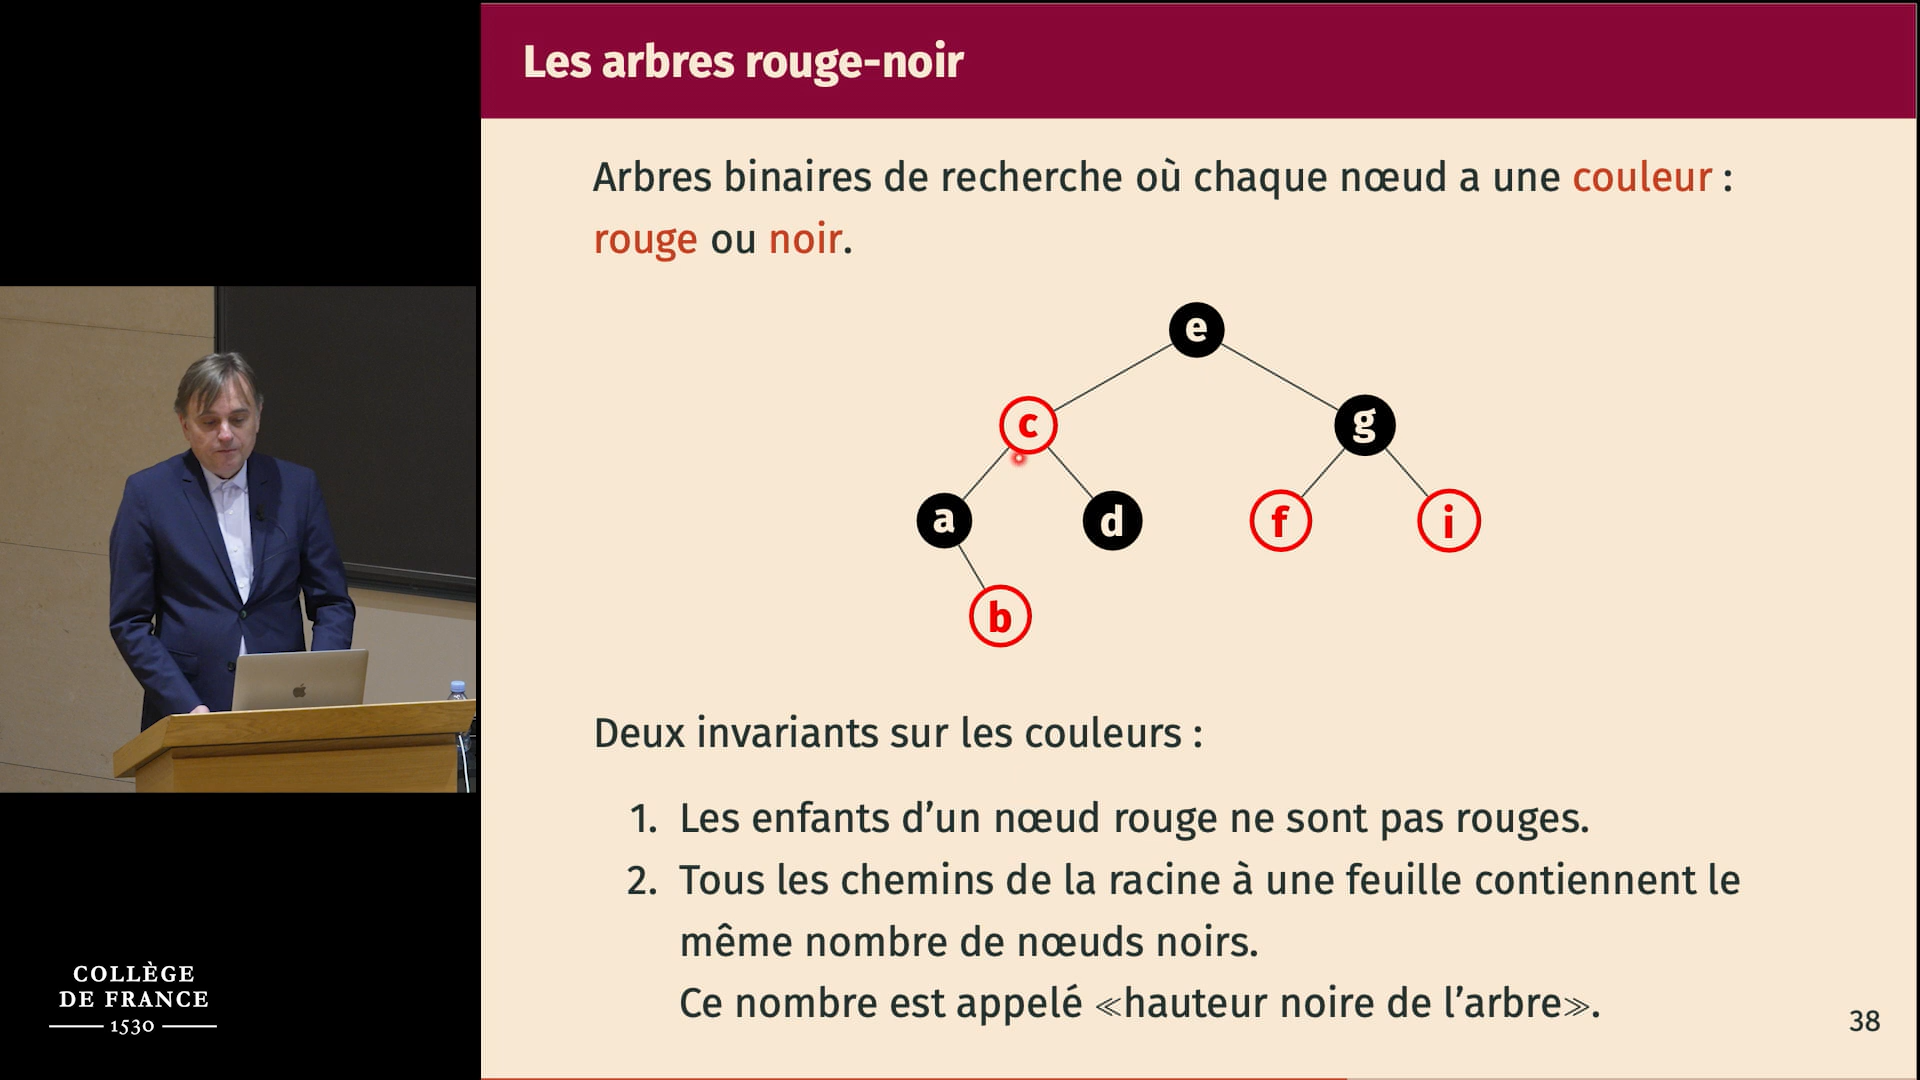 Les arbres rouge-noir
Arbres binaires de recherche où chaque nœud a une couleur :
rouge ou noir.
e
c
g
a
d
f
i
b
Deux invariants sur les couleurs :
1. Les enfants d’un nœud rouge ne sont pas rouges.
2. Tous les chemins de la racine à une feuille contiennent le
même nombre de nœuds noirs.
Ce nombre est appelé ≪hauteur noire de l’arbre≫.
38
COLLÈGE
DE FRANCE
1530